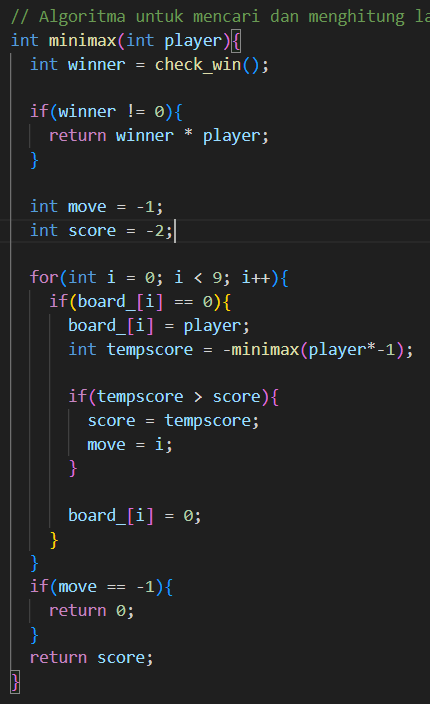 // Algoritma untuk mencari dan menghitung
int minimax(int player){
int winner = check_win();
if(winner != 0){
return winner * player;
}
int move = -1;
int score = -2;
for(int i = 0; i < 9; i++){
if(board_[i] == 0){
board_[i] = player;
int tempscore = -minimax(player*-1);
if(tempscore > score){
score = tempscore;
move = i;
}
board_[i] = 0;
}
}
if(move == -1){
return 0;
}
return score;
}